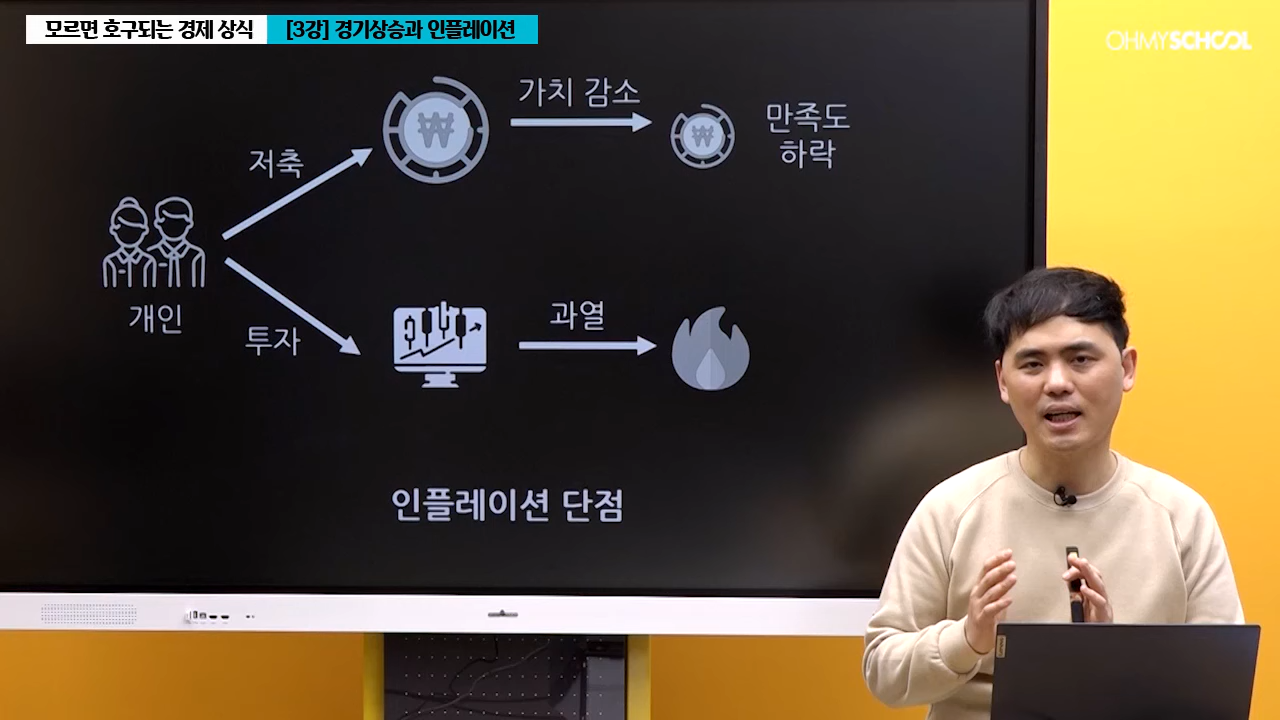 모르면 호구되는 경제 상식
[3강] 경기상승과 인플레이션
OHMYSCHOOL
저축
가치 감소
만족도
하락
개인
투자
과열
인플레이션 단점